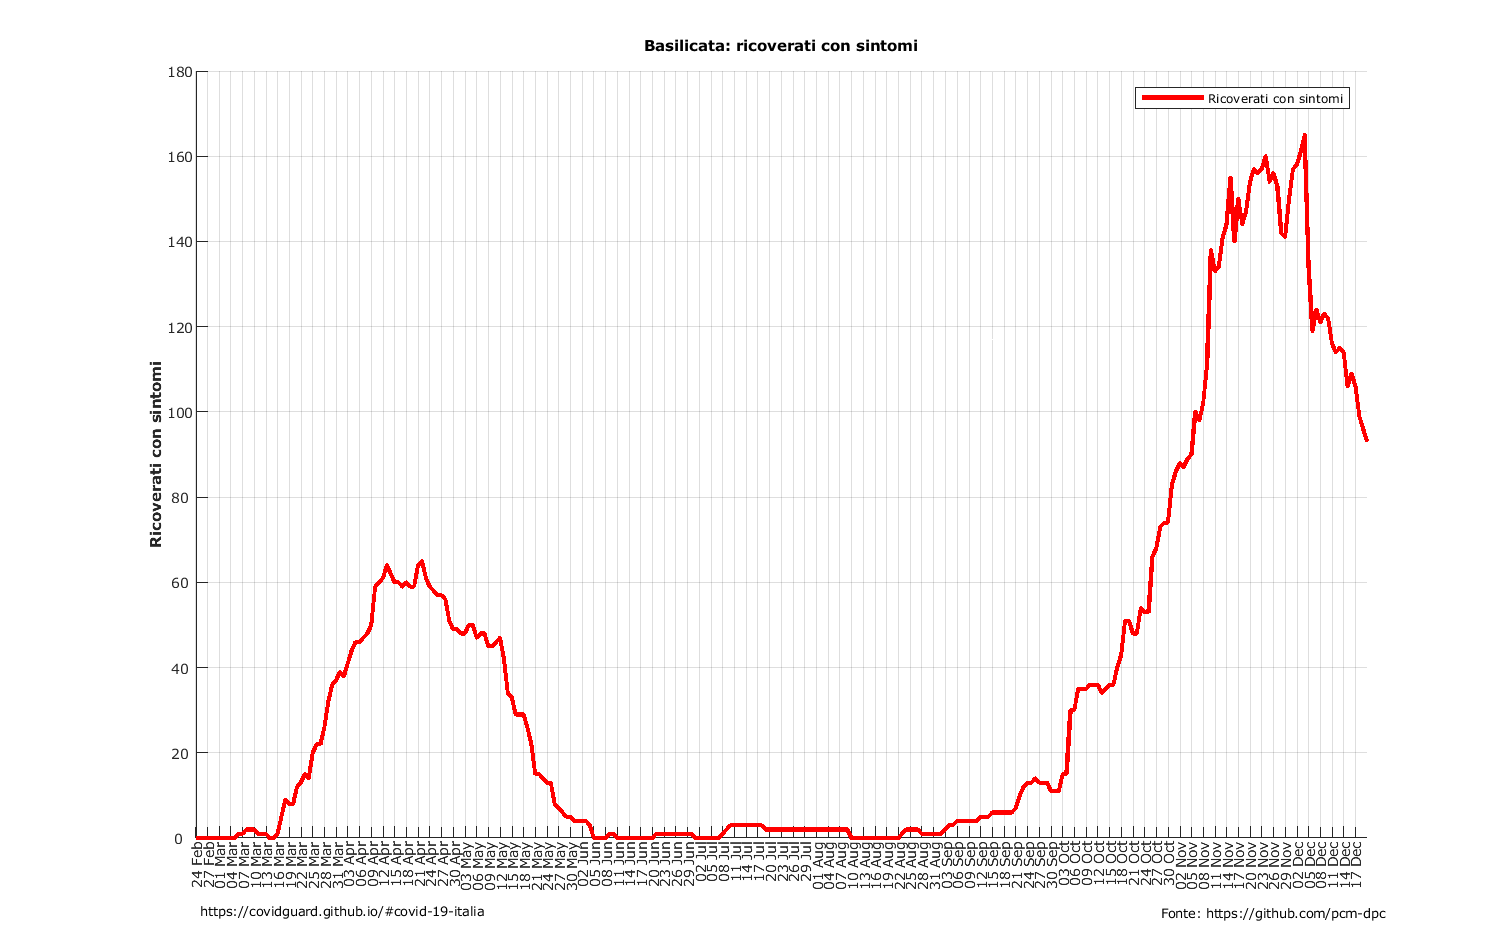 Basilicata: ricoverati con sintomi
Ricoverati con sintomi
Ricoverati con sintomi
180
160
140
120
100
80
60
40
20
0
24 Feb
27 Feb
01 Mar
04 Mar
07 Mar
10 Mar
13 Mar
16 Mar
19 Mar
22 Mar
25 Mar
28 Mar
31 Mar
03 Apr
06 Apr
09 Apr
12 Apr
15 Apr
18 Apr
21 Apr
24 Apr
27 Apr
30 Apr
03 May
06 May
09 May
12 May
15 May
18 May
21 May
24 May
27 May
30 May
02 Jun
05 Jun
08 Jun
11 Jun
14 Jun
17 Jun
20 Jun
23 Jun
26 Jun
29 Jun
02 Jul
05 Jul
08 Jul
11 Jul
14 Jul
17 Jul
20 Jul
23 Jul
26 Jul
29 Jul
01 Aug
04 Aug
07 Aug
10 Aug
13 Aug
16 Aug
19 Aug
22 Aug
25 Aug
28 Aug
31 Aug
03 Sep
06 Sep
09 Sep
12 Sep
15 Sep
18 Sep
21 Sep
24 Sep
27 Sep
30 Sep
03 Oct
06 Oct
09 Oct
12 Oct
15 Oct
18 Oct
21 Oct
24 Oct
27 Oct
30 Oct
02 Nov
05 Nov
08 Nov
11 Nov
14 Nov
17 Nov
20 Nov
23 Nov
26 Nov
29 Nov
02 Dec
05 Dec
08 Dec
11 Dec
14 Dec
17 Dec
https://covidguard.github.io/#covid-19-italia
Fonte: https://github.com/pcm-dpc